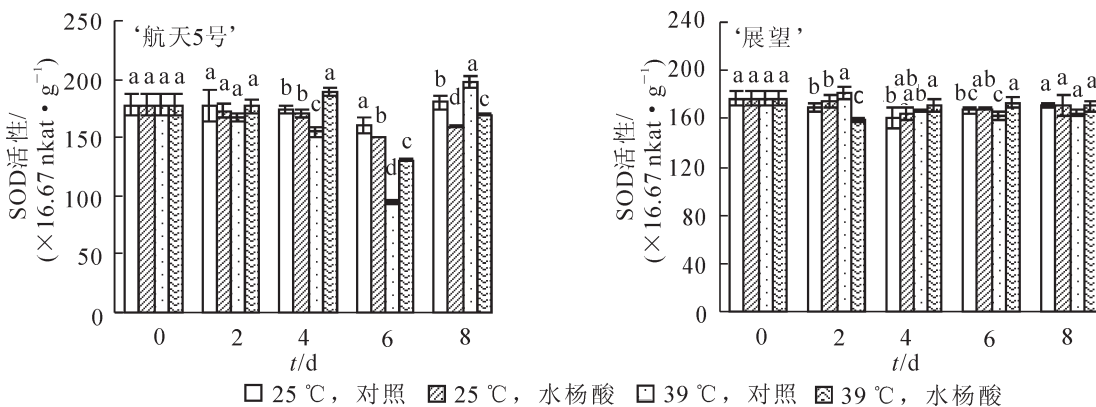 250
200
150
100
50
0
SOD活性/
(×16.67 nkat·g⁻¹)
'航天5号'
a a a a
a a a a
b b c a
a b d c
b d a c
0 2 4 6 8
t/d
240
200
160
120
80
40
0
SOD活性/
(×16.67 nkat·g⁻¹)
'展望'
a a a a
b b a c
b ab ab a
bc ab c a
a a a a
0 2 4 6 8
t/d
25 ℃, 对照 25 ℃, 水杨酸 39 ℃, 对照 39 ℃, 水杨酸